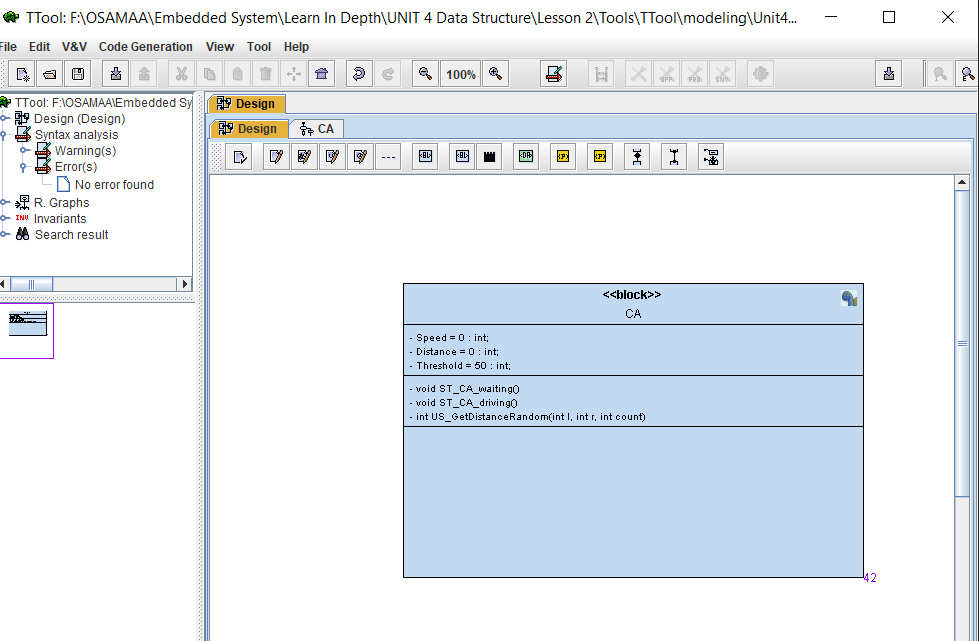 TTool: F:\OSAMAA\Embedded System\Learn In Depth\UNIT 4 Data Structure\Lesson 2\Tools\TTool\modeling\Unit4...
File Edit V&V Code Generation View Tool Help
100%
TTool: F:\OSAMAA\Embedded Sy
Design (Design)
Syntax analysis
Warning(s)
Error(s)
No error found
R. Graphs
INV Invariants
Search result
Design
Design CA
<<block>>
CA
- Speed = 0 : int;
- Distance = 0 : int;
- Threshold = 50 : int;
- void ST_CA_waiting()
- void ST_CA_driving()
- int US_GetDistanceRandom(int l, int r, int count)
42